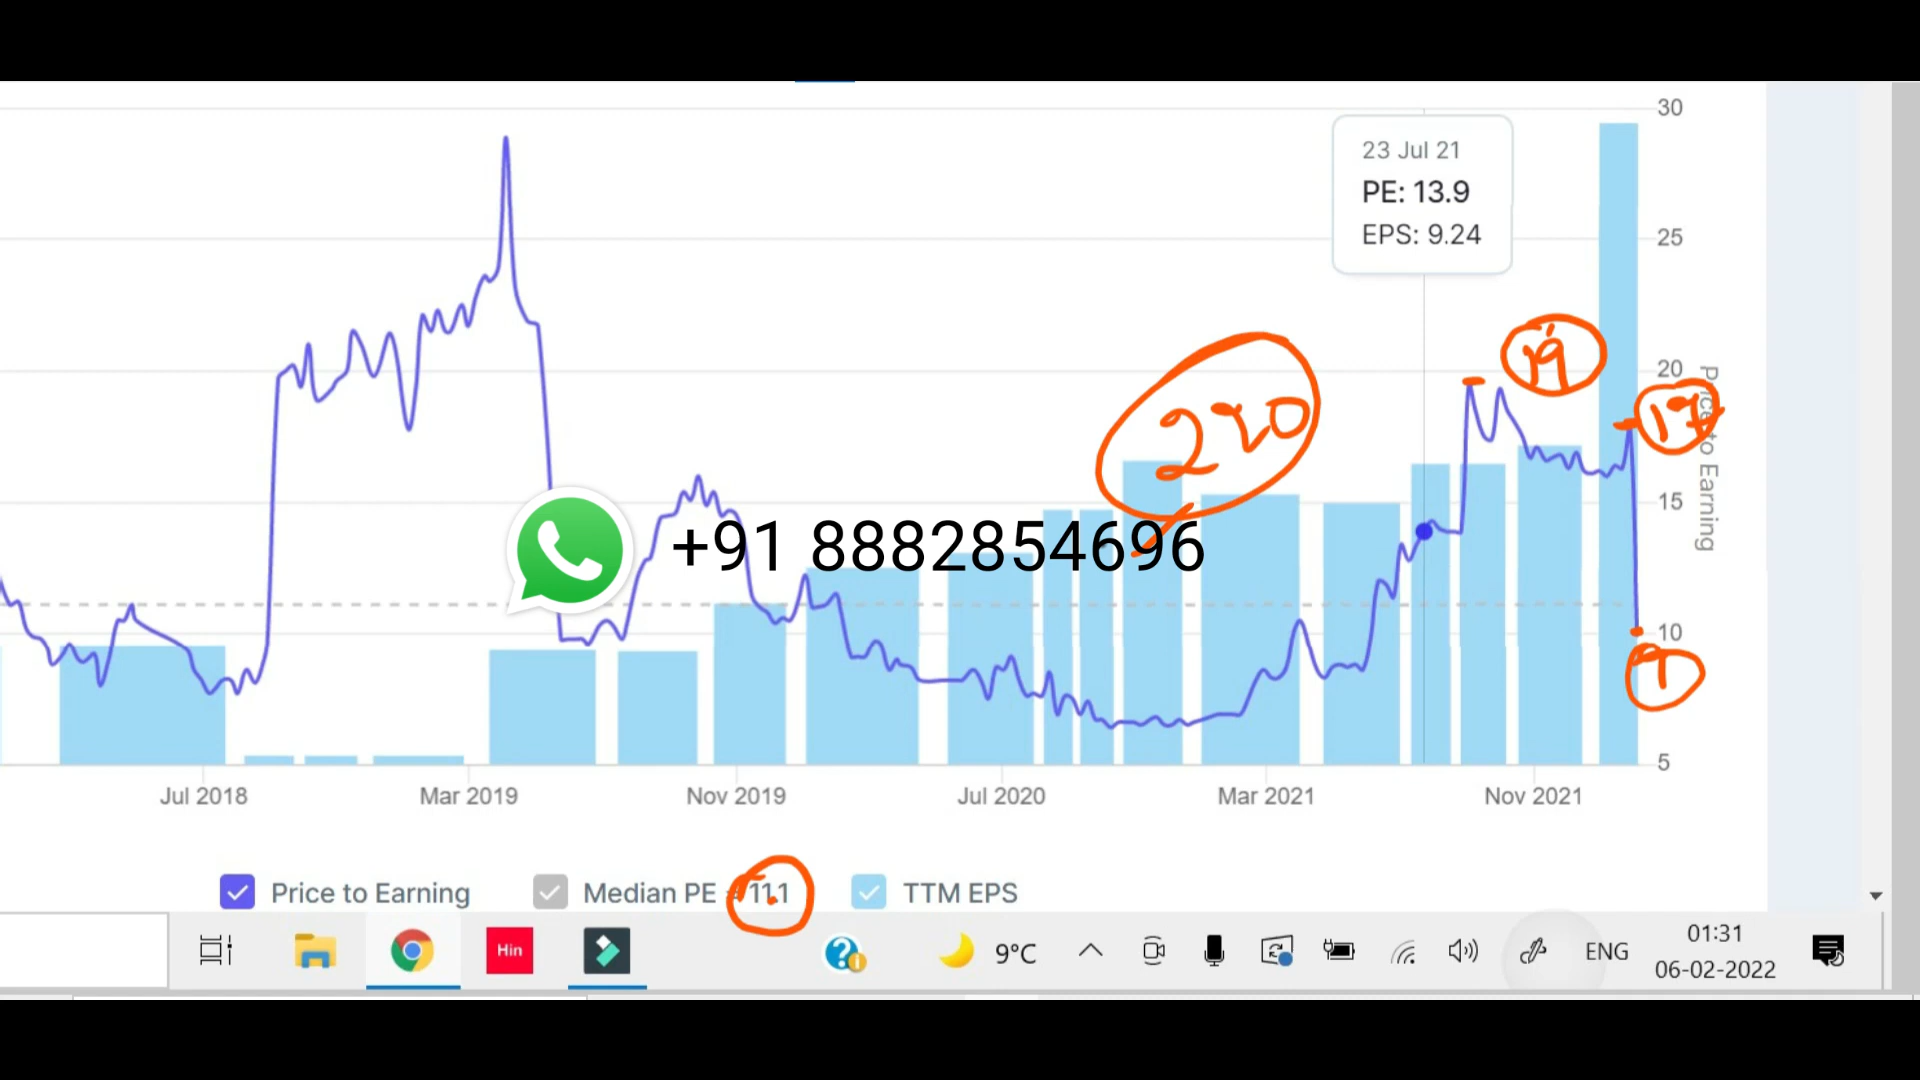 30
23 Jul 21
PE: 13.9
EPS: 9.24
25
20
19
17
220
Price to Earning
15
+91 8882854696
10
9
5
Jul 2018
Mar 2019
Nov 2019
Jul 2020
Mar 2021
Nov 2021
Price to Earning
Median PE = 11.1
TTM EPS
Hin
9°C
ENG
01:31
06-02-2022